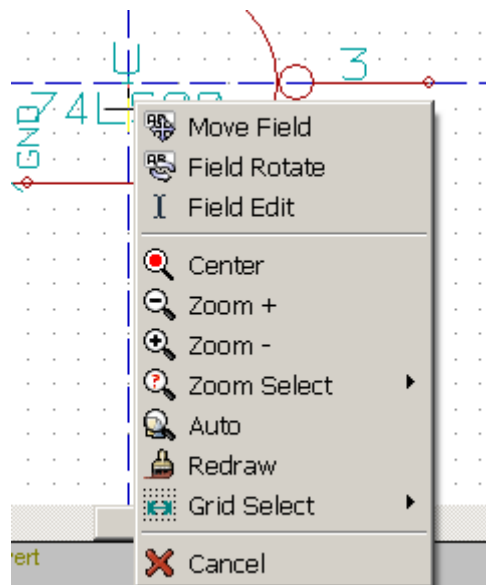 3
GND
Move Field
Field Rotate
Field Edit
Center
Zoom +
Zoom -
Zoom Select
Auto
Redraw
Grid Select
Cancel